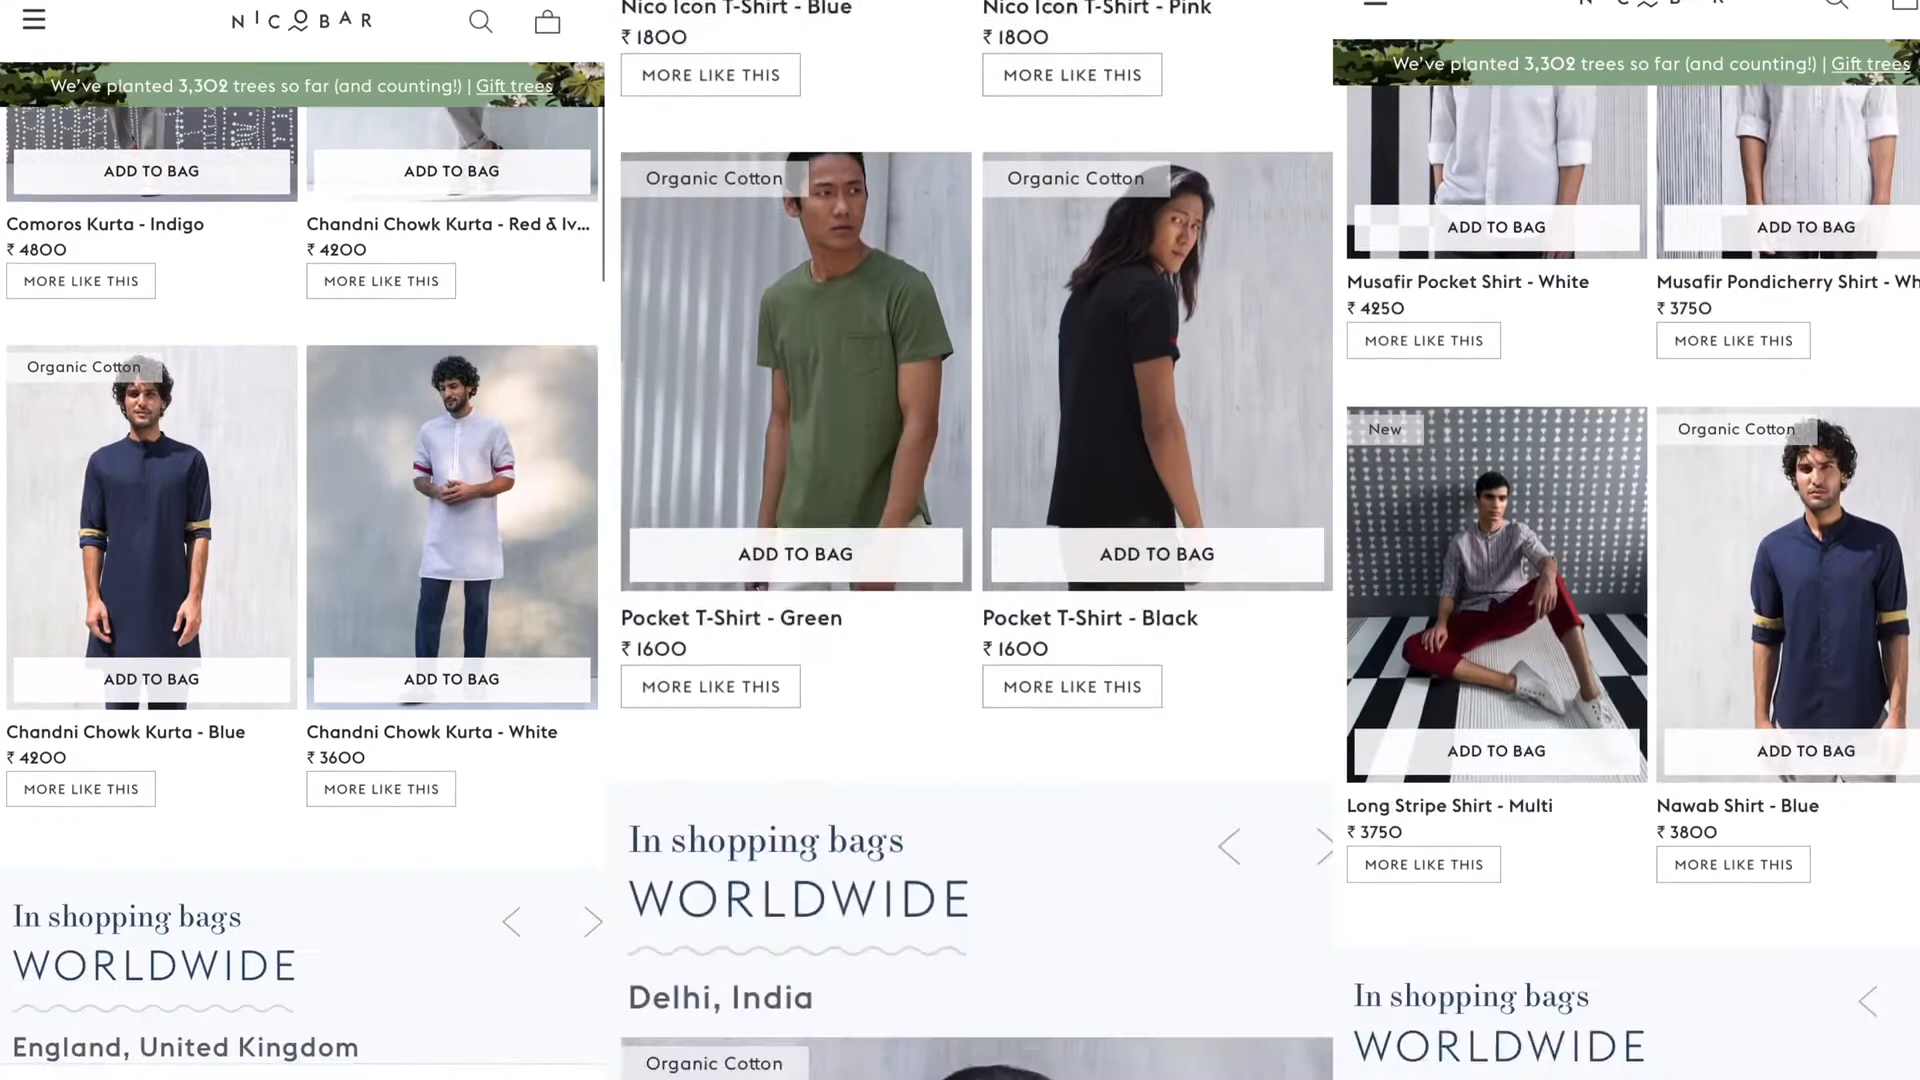 NICOBAR
We've planted 3,302 trees so far (and counting!) | Gift trees
ADD TO BAG
ADD TO BAG
Comoros Kurta - Indigo
Chandni Chowk Kurta - Red & Iv...
₹ 4800
₹ 4200
MORE LIKE THIS
MORE LIKE THIS
Organic Cotton
ADD TO BAG
ADD TO BAG
Chandni Chowk Kurta - Blue
Chandni Chowk Kurta - White
₹ 4200
₹ 3600
MORE LIKE THIS
MORE LIKE THIS
In shopping bags
WORLDWIDE
England, United Kingdom
Nico Icon T-Shirt - Blue
Nico Icon T-Shirt - Pink
₹ 1800
₹ 1800
MORE LIKE THIS
MORE LIKE THIS
Organic Cotton
Organic Cotton
ADD TO BAG
ADD TO BAG
Pocket T-Shirt - Green
Pocket T-Shirt - Black
₹ 1600
₹ 1600
MORE LIKE THIS
MORE LIKE THIS
In shopping bags
WORLDWIDE
Delhi, India
Organic Cotton
We've planted 3,302 trees so far (and counting!) | Gift trees
ADD TO BAG
ADD TO BAG
Musafir Pocket Shirt - White
Musafir Pondicherry Shirt - Wh
₹ 4250
₹ 3750
MORE LIKE THIS
MORE LIKE THIS
New
Organic Cotton
ADD TO BAG
ADD TO BAG
Long Stripe Shirt - Multi
Nawab Shirt - Blue
₹ 3750
₹ 3800
MORE LIKE THIS
MORE LIKE THIS
In shopping bags
WORLDWIDE